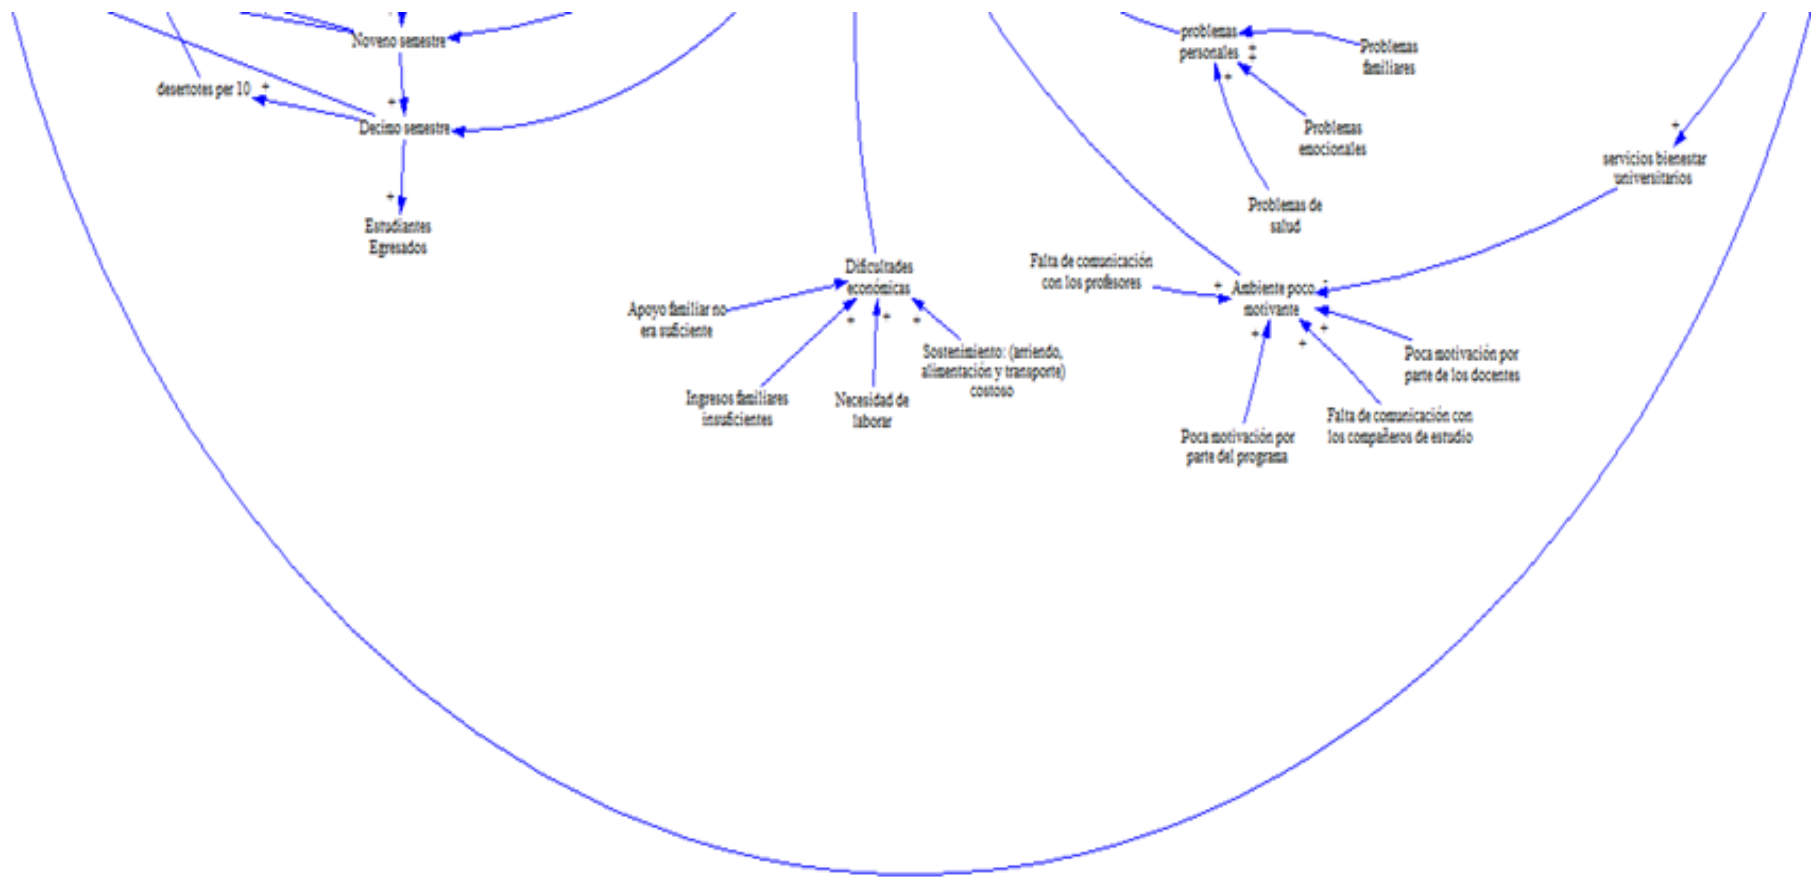 Noveno semestre
desertotes per 10
+
+
Decimo semestre
+
Estudiantes
Egresados
problemas
personales
+
+
+
Problemas
familiares
Problemas
emocionales
Problemas de
salud
+
servicios bienestar
universitarios
Dificultades
económicas
Apoyo familiar no
era suficiente
+
+
+
Ingresos familiares
insuficientes
Necesidad de
laborar
Sostenimiento: (arriendo,
alimentación y transporte)
costoso
Falta de comunicación
con los profesores
+
Ambiente poco
motivante
-
+
+
+
Poca motivación por
parte de los docentes
Falta de comunicación con
los compañeros de estudio
Poca motivación por
parte del programa